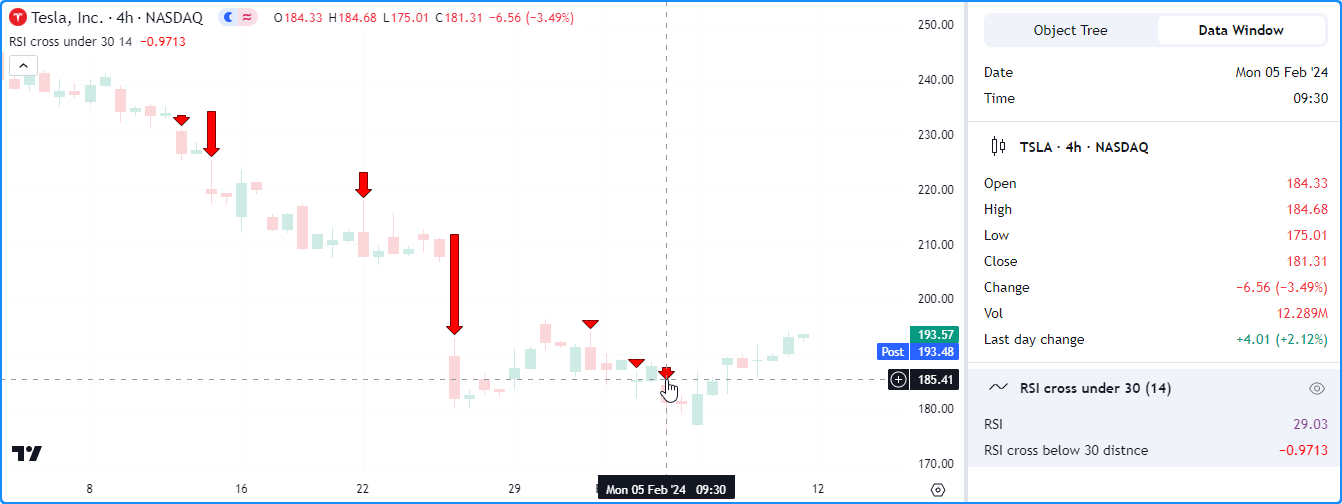 Tesla, Inc. · 4h · NASDAQ O184.33 H184.68 L175.01 C181.31 −6.56 (−3.49%)
RSI cross under 30 14 −0.9713
250.00
240.00
230.00
220.00
210.00
200.00
193.57
Post 193.48
185.41
180.00
170.00
8 16 22 29 Mon 05 Feb '24 09:30 12
Object Tree Data Window
Date Mon 05 Feb '24
Time 09:30
TSLA · 4h · NASDAQ
Open 184.33
High 184.68
Low 175.01
Close 181.31
Change −6.56 (−3.49%)
Vol 12.289M
Last day change +4.01 (+2.12%)
RSI cross under 30 (14)
RSI 29.03
RSI cross below 30 distnce −0.9713